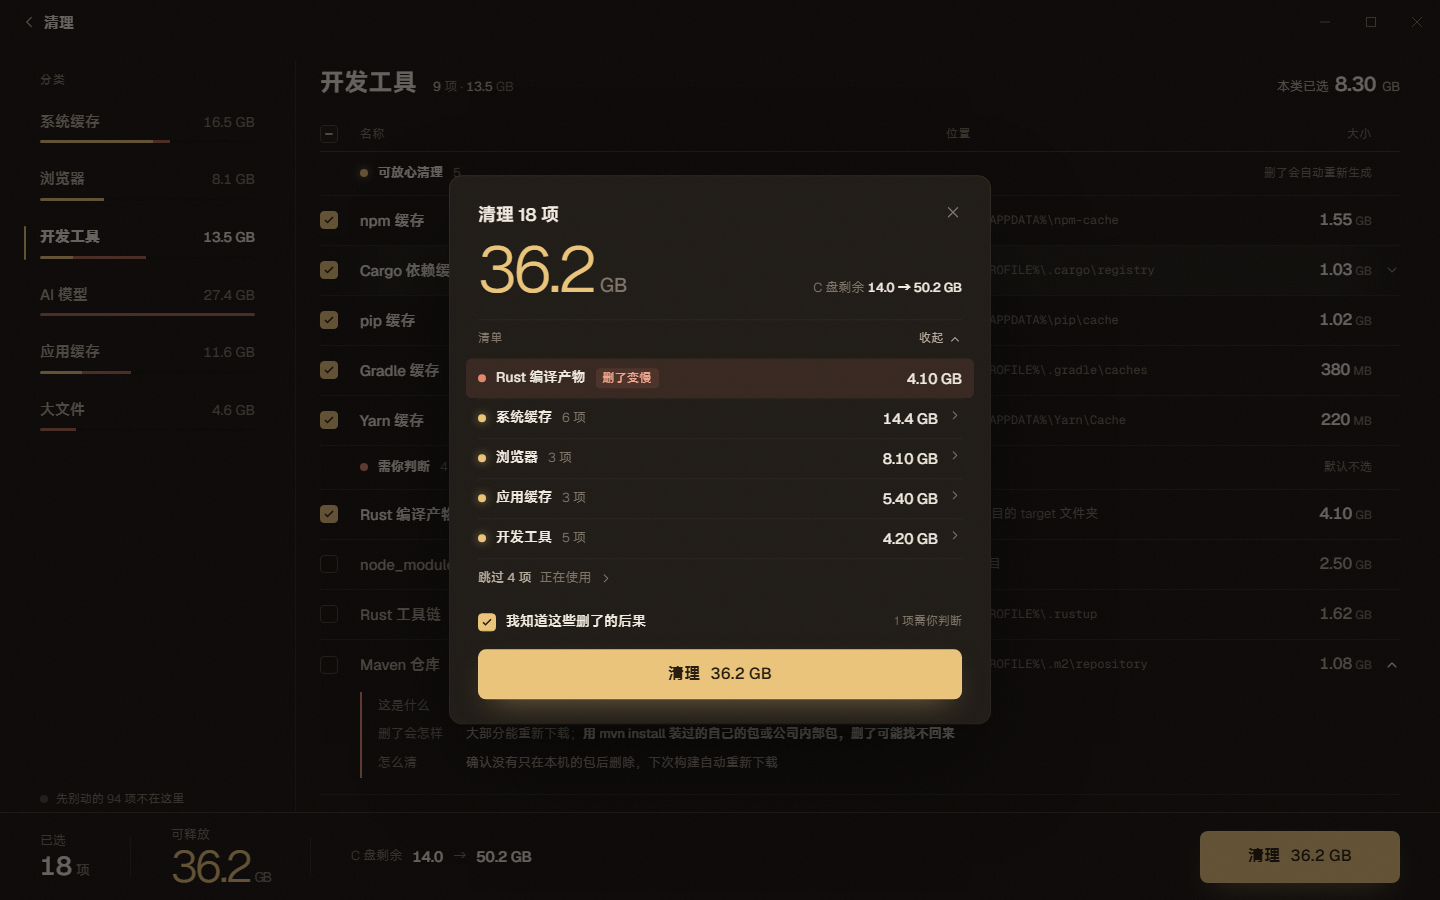 清理
分类
系统缓存 16.5 GB
浏览器 8.1 GB
开发工具 13.5 GB
AI 模型 27.4 GB
应用缓存 11.6 GB
大文件 4.6 GB
先别动的 94 项不在这里
开发工具 9 项 · 13.5 GB
本类已选 8.30 GB
名称 位置 大小
可放心清理 5 删了会自动重新生成
npm 缓存 APPDATA%\npm-cache 1.55 GB
Cargo 依赖缓 ROFILE%\.cargo\registry 1.03 GB
pip 缓存 APPDATA%\pip\cache 1.02 GB
Gradle 缓存 ROFILE%\.gradle\caches 380 MB
Yarn 缓存 APPDATA%\Yarn\Cache 220 MB
需你判断 4 默认不选
Rust 编译产物 目的 target 文件夹 4.10 GB
node_module 目 2.50 GB
Rust 工具链 ROFILE%\.rustup 1.62 GB
Maven 仓库 ROFILE%\.m2\repository 1.08 GB
这是什么
删了会怎样 大部分能重新下载；用 mvn install 装过的自己的包或公司内部包，删了可能找不回来
怎么清 确认没有只在本机的包后删除，下次构建自动重新下载
清理 18 项
36.2 GB
C 盘剩余 14.0 → 50.2 GB
清单 收起
Rust 编译产物 删了变慢 4.10 GB
系统缓存 6 项 14.4 GB
浏览器 3 项 8.10 GB
应用缓存 3 项 5.40 GB
开发工具 5 项 4.20 GB
跳过 4 项 正在使用
我知道这些删了的后果 1 项需你判断
清理 36.2 GB
已选
18 项
可释放
36.2 GB
C 盘剩余 14.0 → 50.2 GB
清理 36.2 GB